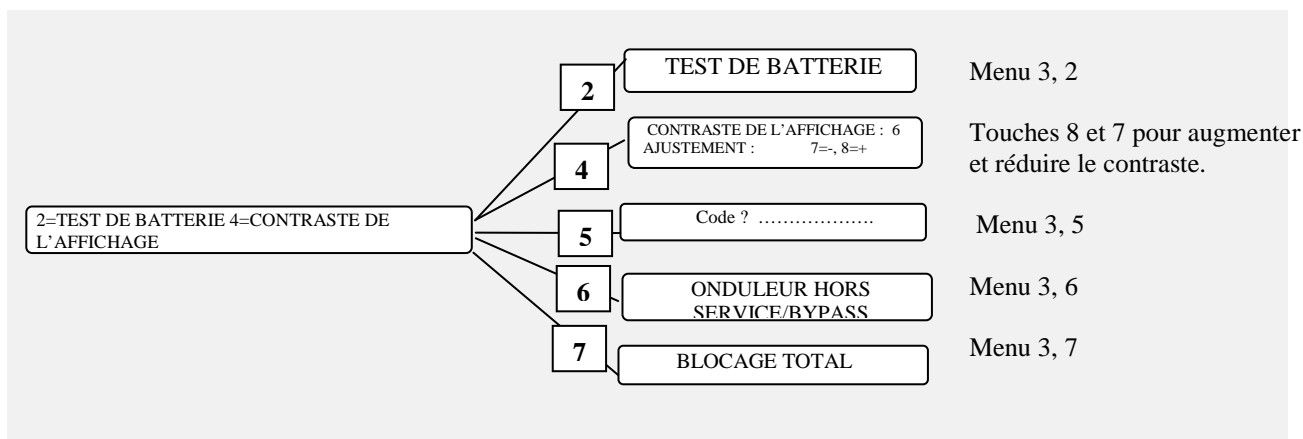 2
TEST DE BATTERIE
Menu 3, 2
4
CONTRASTE DE L’AFFICHAGE : 6
AJUSTEMENT : 7=-, 8=+
Touches 8 et 7 pour augmenter
et réduire le contraste.
2=TEST DE BATTERIE 4=CONTRASTE DE
L’AFFICHAGE
5
Code ? ...................
Menu 3, 5
6
ONDULEUR HORS
SERVICE/BYPASS
Menu 3, 6
7
BLOCAGE TOTAL
Menu 3, 7